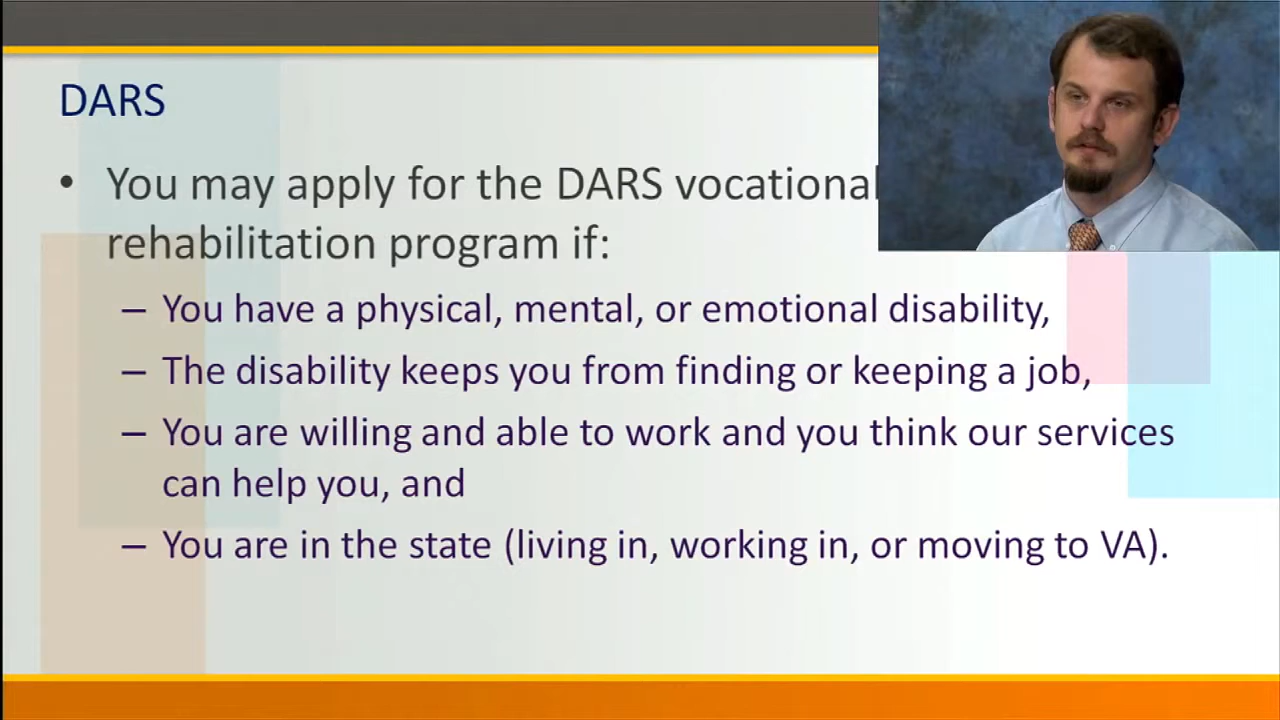 DARS
• You may apply for the DARS vocational
rehabilitation program if:
– You have a physical, mental, or emotional disability,
– The disability keeps you from finding or keeping a job,
– You are willing and able to work and you think our services
can help you, and
– You are in the state (living in, working in, or moving to VA).